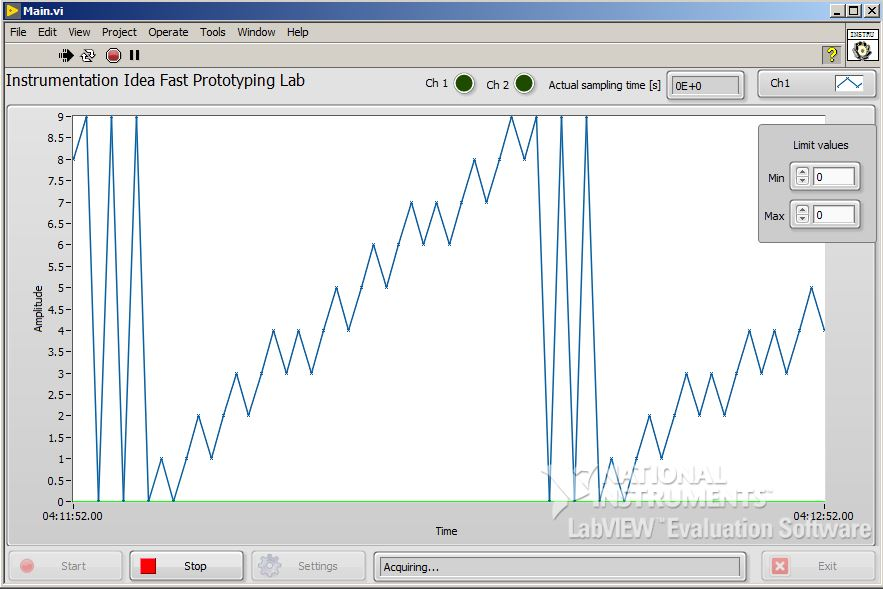 Main.vi
File Edit View Project Operate Tools Window Help
?
INSTRU
Instrumentation Idea Fast Prototyping Lab
Ch 1
Ch 2
Actual sampling time [s]
0E+0
Ch1
Limit values
Min 0
Max 0
Amplitude
9
8.5
8
7.5
7
6.5
6
5.5
5
4.5
4
3.5
3
2.5
2
1.5
1
0.5
0
04:11:52.00
04:12:52.00
Time
NATIONAL
INSTRUMENTS™
LabVIEW™ Evaluation Software
Start
Stop
Settings
Acquiring...
Exit